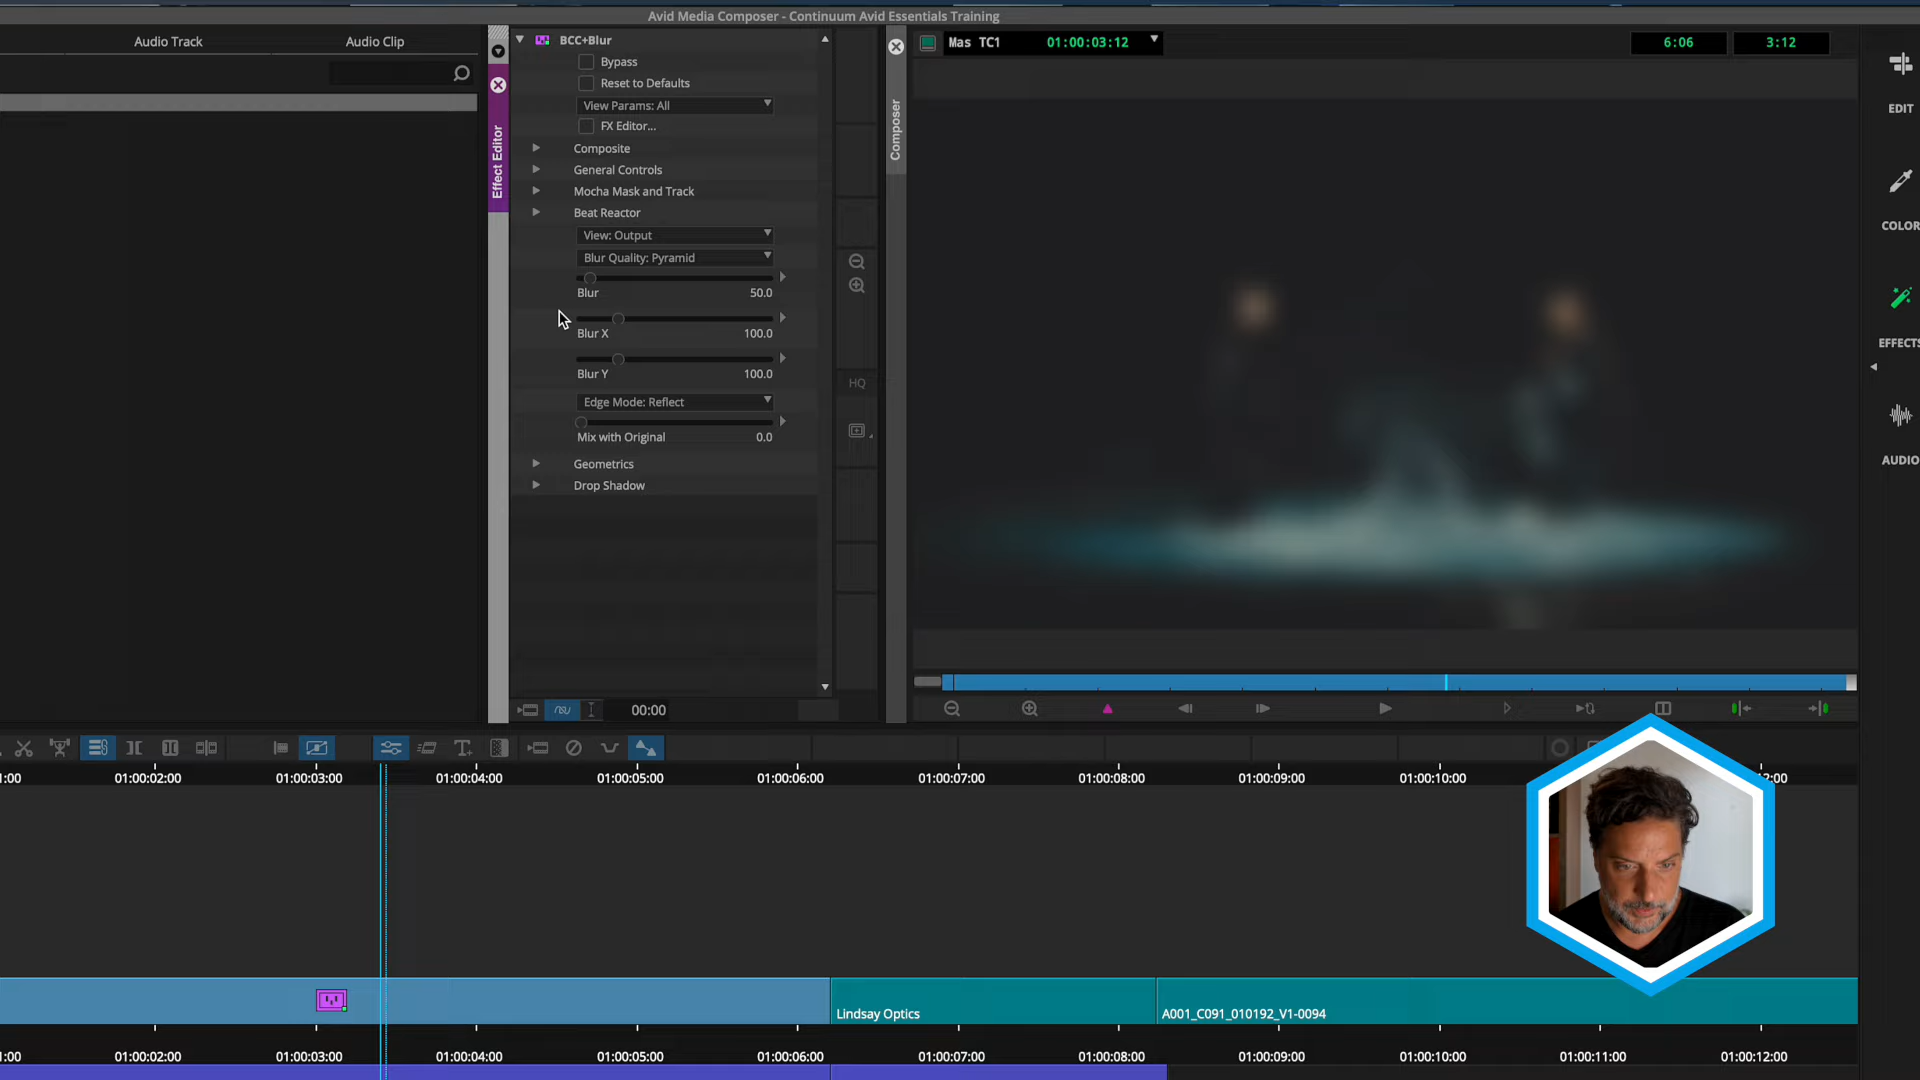 Avid Media Composer - Continuum Avid Essentials Training
Audio Track
Audio Clip
Effect Editor
BCC+Blur
Bypass
Reset to Defaults
View Params: All
FX Editor...
Composite
General Controls
Mocha Mask and Track
Beat Reactor
View: Output
Blur Quality: Pyramid
Blur 50.0
Blur X 100.0
Blur Y 100.0
Edge Mode: Reflect
Mix with Original 0.0
Geometrics
Drop Shadow
00:00
HQ
Composer
Mas TC1 01:00:03:12
6:06
3:12
EDIT
COLOR
EFFECTS
AUDIO
1:00 01:00:02:00 01:00:03:00 01:00:04:00 01:00:05:00 01:00:06:00 01:00:07:00 01:00:08:00 01:00:09:00 01:00:10:00 12:00
Lindsay Optics
A001_C091_010192_V1-0094
1:00 01:00:02:00 01:00:03:00 01:00:04:00 01:00:05:00 01:00:06:00 01:00:07:00 01:00:08:00 01:00:09:00 01:00:10:00 01:00:11:00 01:00:12:00